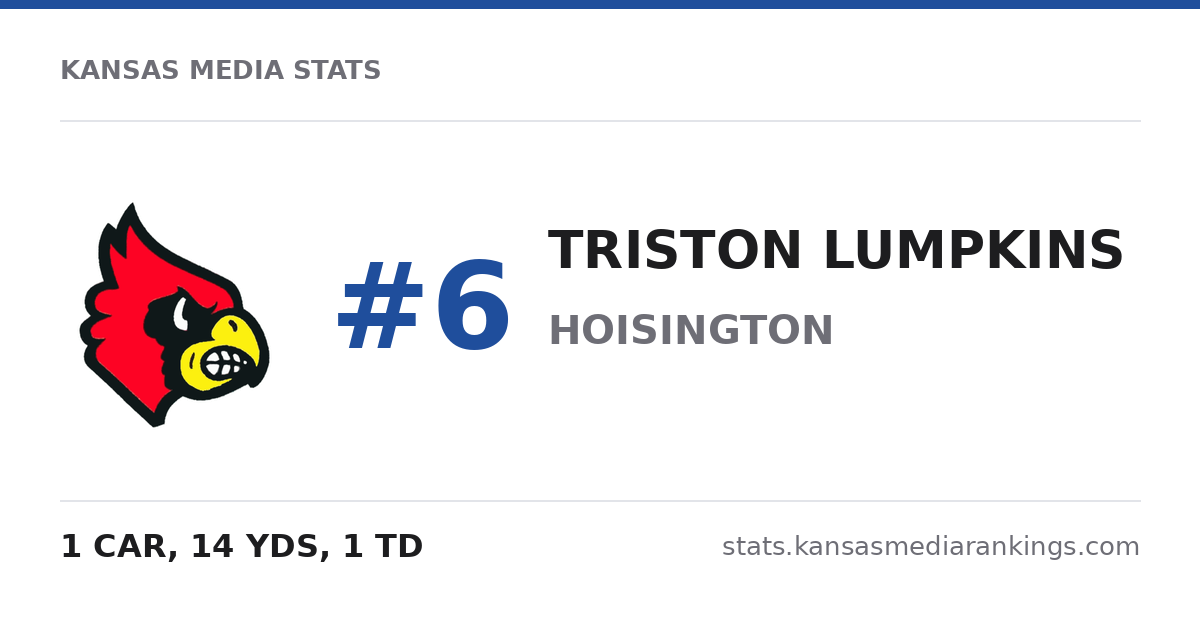 KANSAS MEDIA STATS
#6
TRISTON LUMPKINS
HOISINGTON
1 CAR, 14 YDS, 1 TD
stats.kansasmediarankings.com